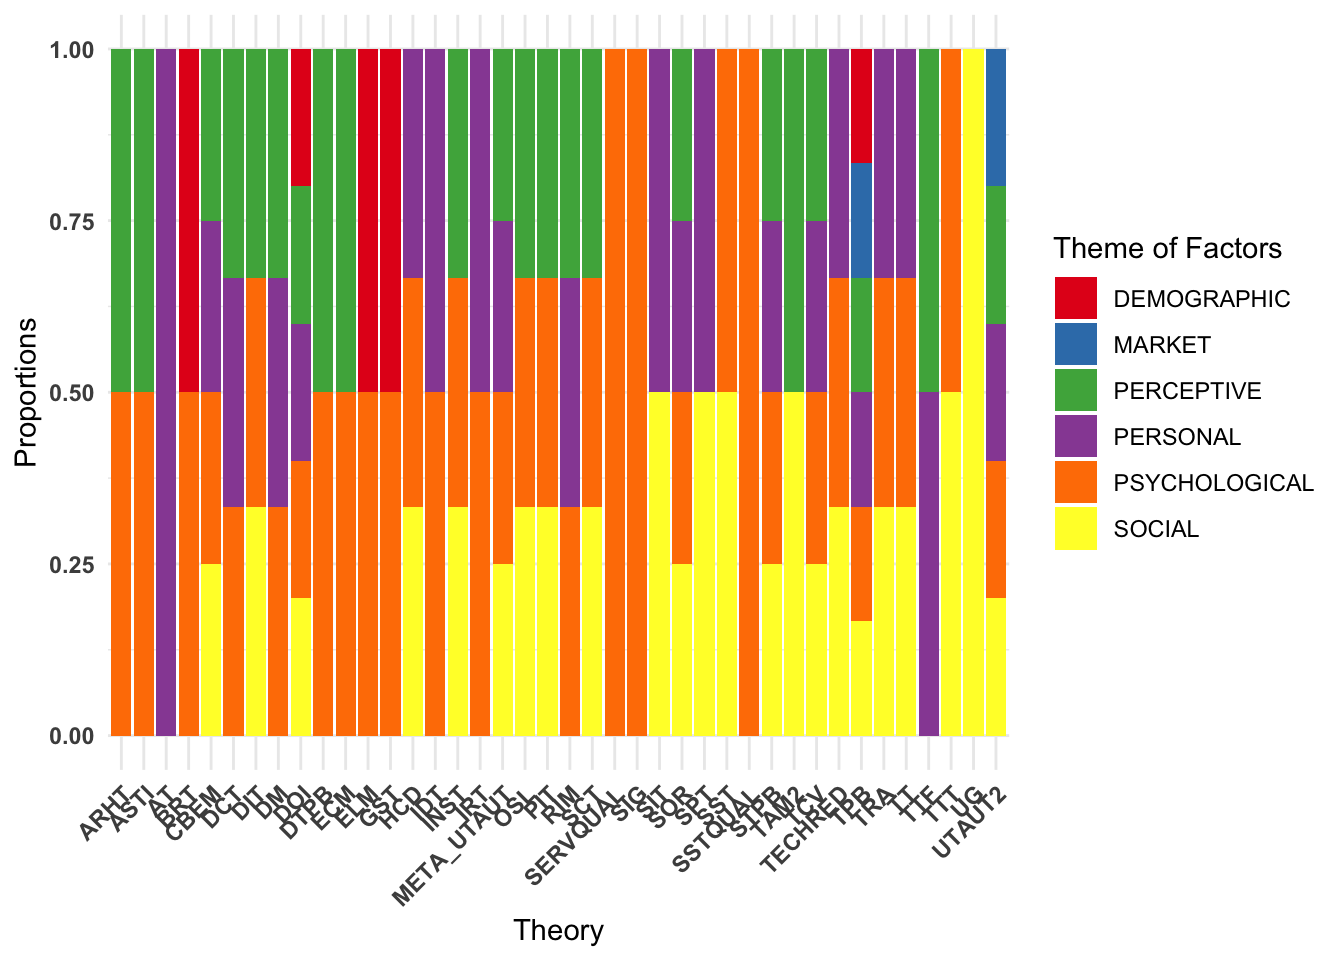 1.00
0.75
0.50
0.25
0.00
Proportions
ARHT
ASTI
AT
BRT
CBEM
DCT
DIT
DM
DOI
DTPB
ECM
ELM
GST
HCD
IDT
INST
IRT
META_UTAUT
OSL
PIT
RIM
SCT
SERVQUAL
SIG
SIT
SOR
SPT
SST
SSTQUAL
STPB
TAM2
TCV
TECHRED
TPB
TRA
TT
TTF
TTT
UG
UTAUT2
Theory
Theme of Factors
DEMOGRAPHIC
MARKET
PERCEPTIVE
PERSONAL
PSYCHOLOGICAL
SOCIAL